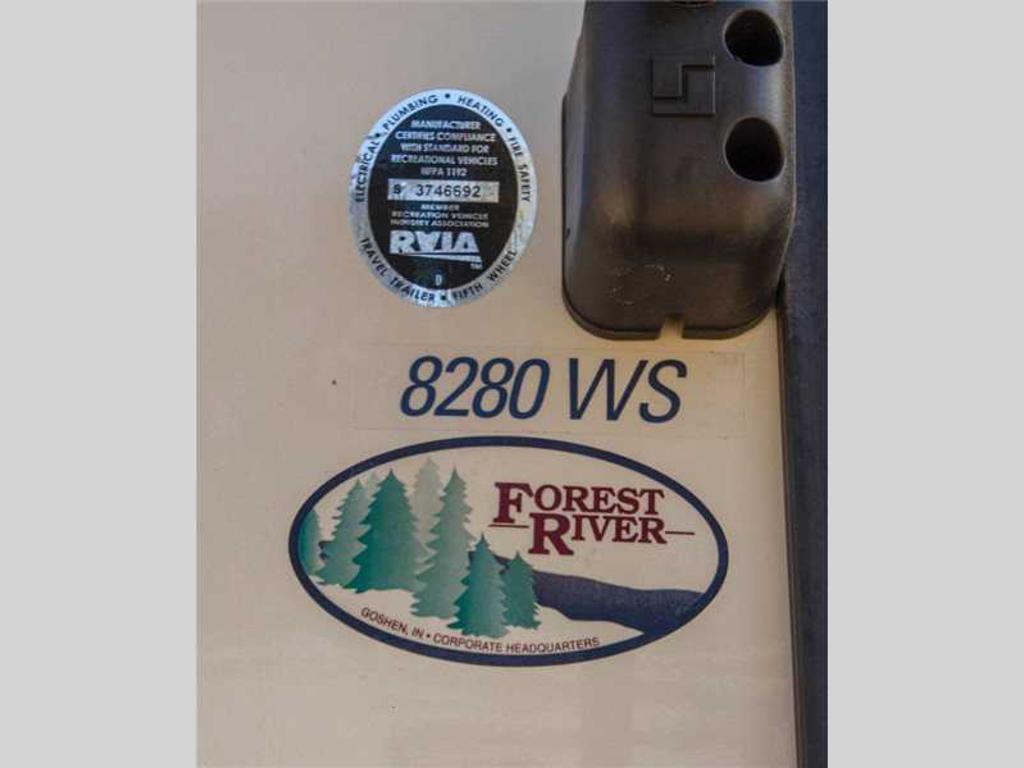 ELECTRICAL • PLUMBING • HEATING • FIRE SAFETY
MANUFACTURER
CERTIFIES COMPLIANCE
WITH STANDARD FOR
RECREATIONAL VEHICLES
NFPA 1192
S 3746692
MEMBER
RECREATION VEHICLE
INDUSTRY ASSOCIATION
RVIA
TM
TRAVEL TRAILER • FIFTH WHEEL
8280 WS
FOREST
RIVER
GOSHEN, IN • CORPORATE HEADQUARTERS